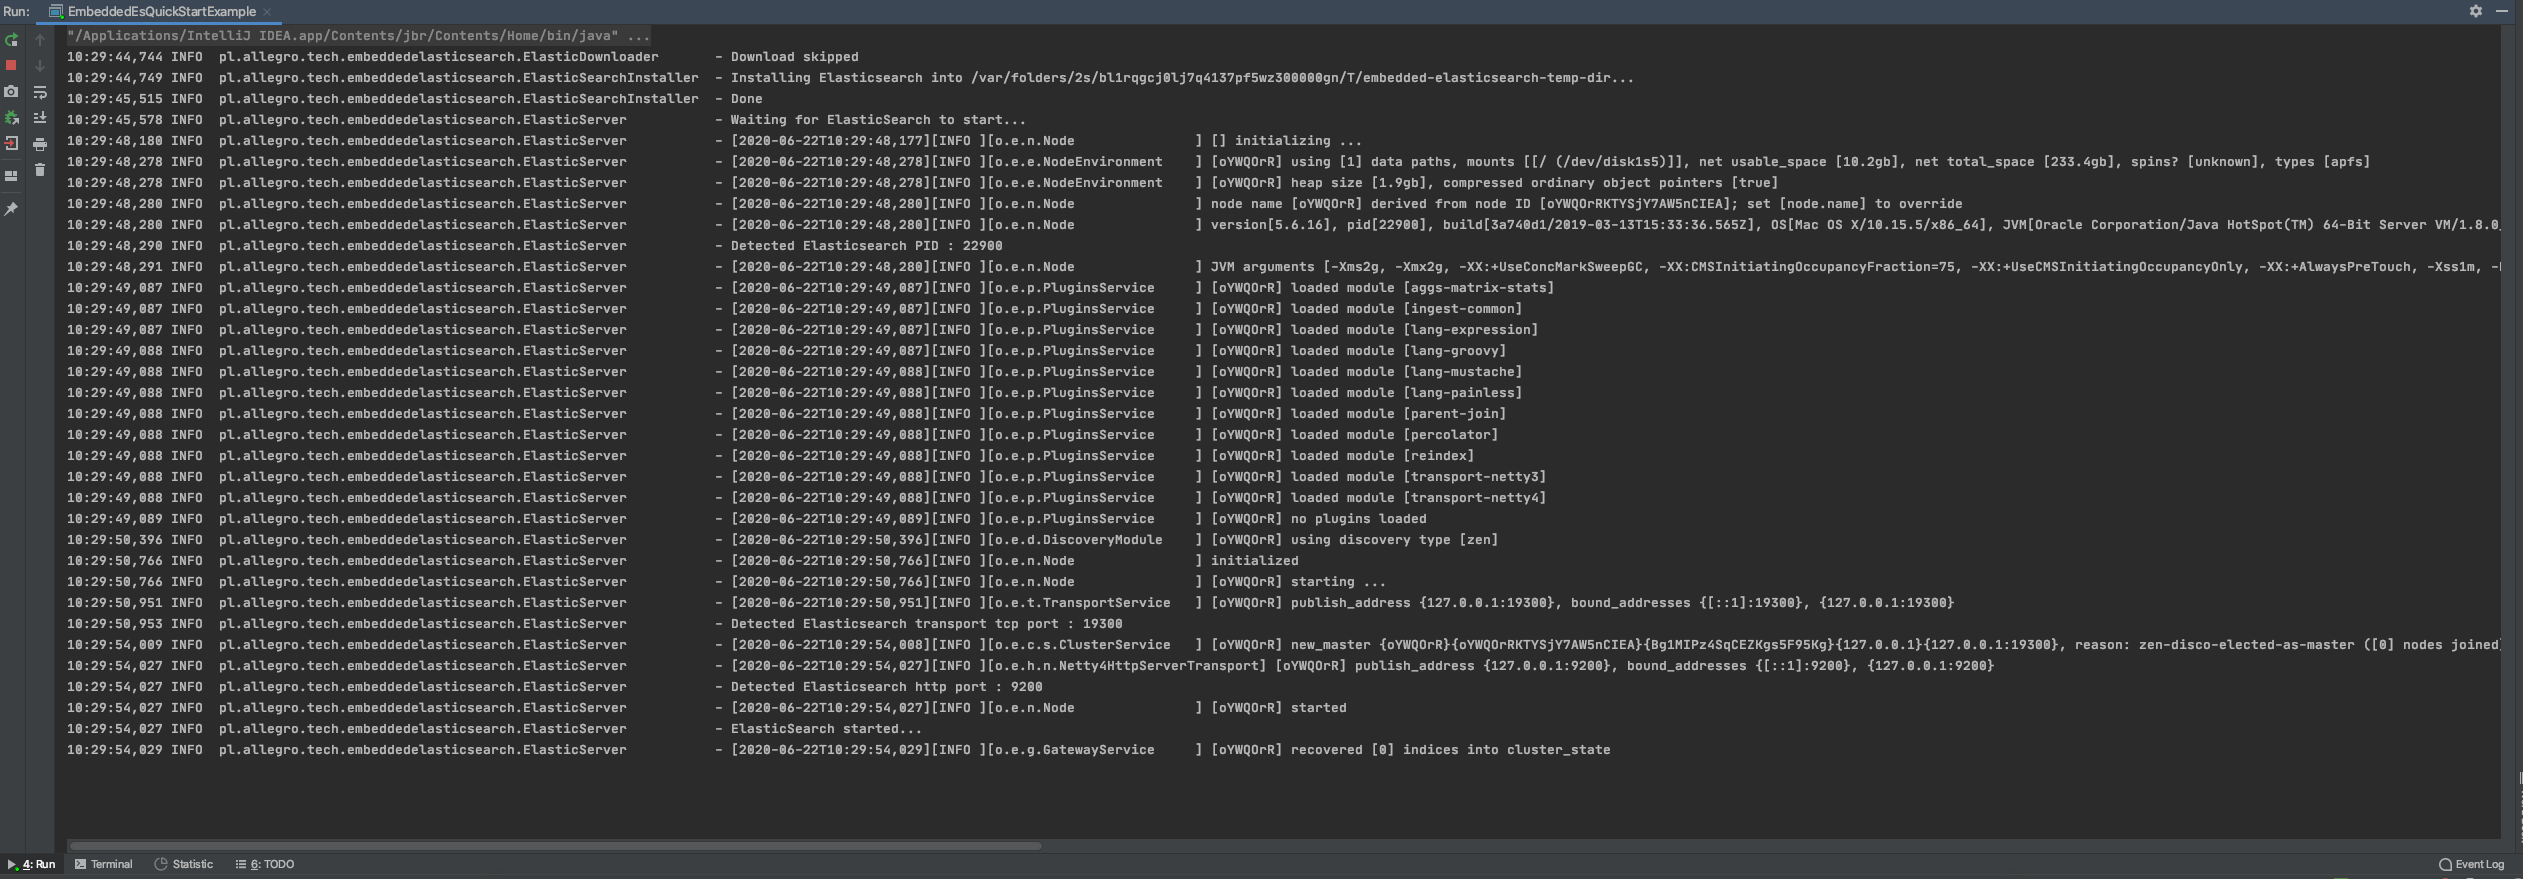 Run: EmbeddedEsQuickStartExample
"/Applications/IntelliJ IDEA.app/Contents/jbr/Contents/Home/bin/java" ...
10:29:44,744 INFO  pl.allegro.tech.embeddedelasticsearch.ElasticDownloader - Download skipped
10:29:44,749 INFO  pl.allegro.tech.embeddedelasticsearch.ElasticSearchInstaller - Installing Elasticsearch into /var/folders/2s/bl1rqgcj0lj7q4137pf5wz300000gn/T/embedded-elasticsearch-temp-dir...
10:29:45,515 INFO  pl.allegro.tech.embeddedelasticsearch.ElasticSearchInstaller - Done
10:29:45,578 INFO  pl.allegro.tech.embeddedelasticsearch.ElasticServer - Waiting for ElasticSearch to start...
10:29:48,180 INFO  pl.allegro.tech.embeddedelasticsearch.ElasticServer - [2020-06-22T10:29:48,177][INFO ][o.e.n.Node ] [] initializing ...
10:29:48,278 INFO  pl.allegro.tech.embeddedelasticsearch.ElasticServer - [2020-06-22T10:29:48,278][INFO ][o.e.e.NodeEnvironment ] [oYWQOrR] using [1] data paths, mounts [[/ (/dev/disk1s5)]], net usable_space [10.2gb], net total_space [233.4gb], spins? [unknown], types [apfs]
10:29:48,278 INFO  pl.allegro.tech.embeddedelasticsearch.ElasticServer - [2020-06-22T10:29:48,278][INFO ][o.e.e.NodeEnvironment ] [oYWQOrR] heap size [1.9gb], compressed ordinary object pointers [true]
10:29:48,280 INFO  pl.allegro.tech.embeddedelasticsearch.ElasticServer - [2020-06-22T10:29:48,280][INFO ][o.e.n.Node ] node name [oYWQOrR] derived from node ID [oYWQOrRKTYSjY7AW5nCIEA]; set [node.name] to override
10:29:48,280 INFO  pl.allegro.tech.embeddedelasticsearch.ElasticServer - [2020-06-22T10:29:48,280][INFO ][o.e.n.Node ] version[5.6.16], pid[22900], build[3a740d1/2019-03-13T15:33:36.565Z], OS[Mac OS X/10.15.5/x86_64], JVM[Oracle Corporation/Java HotSpot(TM) 64-Bit Server VM/1.8.0_
10:29:48,290 INFO  pl.allegro.tech.embeddedelasticsearch.ElasticServer - Detected Elasticsearch PID : 22900
10:29:48,291 INFO  pl.allegro.tech.embeddedelasticsearch.ElasticServer - [2020-06-22T10:29:48,280][INFO ][o.e.n.Node ] JVM arguments [-Xms2g, -Xmx2g, -XX:+UseConcMarkSweepGC, -XX:CMSInitiatingOccupancyFraction=75, -XX:+UseCMSInitiatingOccupancyOnly, -XX:+AlwaysPreTouch, -Xss1m,
10:29:49,087 INFO  pl.allegro.tech.embeddedelasticsearch.ElasticServer - [2020-06-22T10:29:49,087][INFO ][o.e.p.PluginsService ] [oYWQOrR] loaded module [aggs-matrix-stats]
10:29:49,087 INFO  pl.allegro.tech.embeddedelasticsearch.ElasticServer - [2020-06-22T10:29:49,087][INFO ][o.e.p.PluginsService ] [oYWQOrR] loaded module [ingest-common]
10:29:49,087 INFO  pl.allegro.tech.embeddedelasticsearch.ElasticServer - [2020-06-22T10:29:49,087][INFO ][o.e.p.PluginsService ] [oYWQOrR] loaded module [lang-expression]
10:29:49,088 INFO  pl.allegro.tech.embeddedelasticsearch.ElasticServer - [2020-06-22T10:29:49,087][INFO ][o.e.p.PluginsService ] [oYWQOrR] loaded module [lang-groovy]
10:29:49,088 INFO  pl.allegro.tech.embeddedelasticsearch.ElasticServer - [2020-06-22T10:29:49,088][INFO ][o.e.p.PluginsService ] [oYWQOrR] loaded module [lang-mustache]
10:29:49,088 INFO  pl.allegro.tech.embeddedelasticsearch.ElasticServer - [2020-06-22T10:29:49,088][INFO ][o.e.p.PluginsService ] [oYWQOrR] loaded module [lang-painless]
10:29:49,088 INFO  pl.allegro.tech.embeddedelasticsearch.ElasticServer - [2020-06-22T10:29:49,088][INFO ][o.e.p.PluginsService ] [oYWQOrR] loaded module [parent-join]
10:29:49,088 INFO  pl.allegro.tech.embeddedelasticsearch.ElasticServer - [2020-06-22T10:29:49,088][INFO ][o.e.p.PluginsService ] [oYWQOrR] loaded module [percolator]
10:29:49,088 INFO  pl.allegro.tech.embeddedelasticsearch.ElasticServer - [2020-06-22T10:29:49,088][INFO ][o.e.p.PluginsService ] [oYWQOrR] loaded module [reindex]
10:29:49,088 INFO  pl.allegro.tech.embeddedelasticsearch.ElasticServer - [2020-06-22T10:29:49,088][INFO ][o.e.p.PluginsService ] [oYWQOrR] loaded module [transport-netty3]
10:29:49,088 INFO  pl.allegro.tech.embeddedelasticsearch.ElasticServer - [2020-06-22T10:29:49,088][INFO ][o.e.p.PluginsService ] [oYWQOrR] loaded module [transport-netty4]
10:29:49,089 INFO  pl.allegro.tech.embeddedelasticsearch.ElasticServer - [2020-06-22T10:29:49,089][INFO ][o.e.p.PluginsService ] [oYWQOrR] no plugins loaded
10:29:50,396 INFO  pl.allegro.tech.embeddedelasticsearch.ElasticServer - [2020-06-22T10:29:50,396][INFO ][o.e.d.DiscoveryModule ] [oYWQOrR] using discovery type [zen]
10:29:50,766 INFO  pl.allegro.tech.embeddedelasticsearch.ElasticServer - [2020-06-22T10:29:50,766][INFO ][o.e.n.Node ] initialized
10:29:50,766 INFO  pl.allegro.tech.embeddedelasticsearch.ElasticServer - [2020-06-22T10:29:50,766][INFO ][o.e.n.Node ] [oYWQOrR] starting ...
10:29:50,951 INFO  pl.allegro.tech.embeddedelasticsearch.ElasticServer - [2020-06-22T10:29:50,951][INFO ][o.e.t.TransportService ] [oYWQOrR] publish_address {127.0.0.1:19300}, bound_addresses {[::1]:19300}, {127.0.0.1:19300}
10:29:50,953 INFO  pl.allegro.tech.embeddedelasticsearch.ElasticServer - Detected Elasticsearch transport tcp port : 19300
10:29:54,009 INFO  pl.allegro.tech.embeddedelasticsearch.ElasticServer - [2020-06-22T10:29:54,008][INFO ][o.e.c.s.ClusterService ] [oYWQOrR] new_master {oYWQOrR}{oYWQOrRKTYSjY7AW5nCIEA}{Bg1MIPz4SqCEZKgs5F95Kg}{127.0.0.1}{127.0.0.1:19300}, reason: zen-disco-elected-as-master ([0] nodes joined)
10:29:54,027 INFO  pl.allegro.tech.embeddedelasticsearch.ElasticServer - [2020-06-22T10:29:54,027][INFO ][o.e.h.n.Netty4HttpServerTransport] [oYWQOrR] publish_address {127.0.0.1:9200}, bound_addresses {[::1]:9200}, {127.0.0.1:9200}
10:29:54,027 INFO  pl.allegro.tech.embeddedelasticsearch.ElasticServer - Detected Elasticsearch http port : 9200
10:29:54,027 INFO  pl.allegro.tech.embeddedelasticsearch.ElasticServer - [2020-06-22T10:29:54,027][INFO ][o.e.n.Node ] [oYWQOrR] started
10:29:54,027 INFO  pl.allegro.tech.embeddedelasticsearch.ElasticServer - ElasticSearch started...
10:29:54,029 INFO  pl.allegro.tech.embeddedelasticsearch.ElasticServer - [2020-06-22T10:29:54,029][INFO ][o.e.g.GatewayService ] [oYWQOrR] recovered [0] indices into cluster_state
4: Run Terminal Statistic 6: TODO Event Log